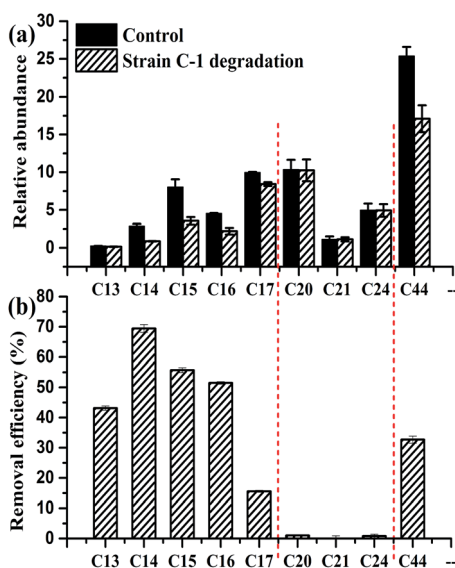 (a)
Control
Strain C-1 degradation
Relative abundance
30
25
20
15
10
5
0
C13 C14 C15 C16 C17 C20 C21 C24 C44 --
(b)
Removal efficiency (%)
80
70
60
50
40
30
20
10
0
C13 C14 C15 C16 C17 C20 C21 C24 C44 --